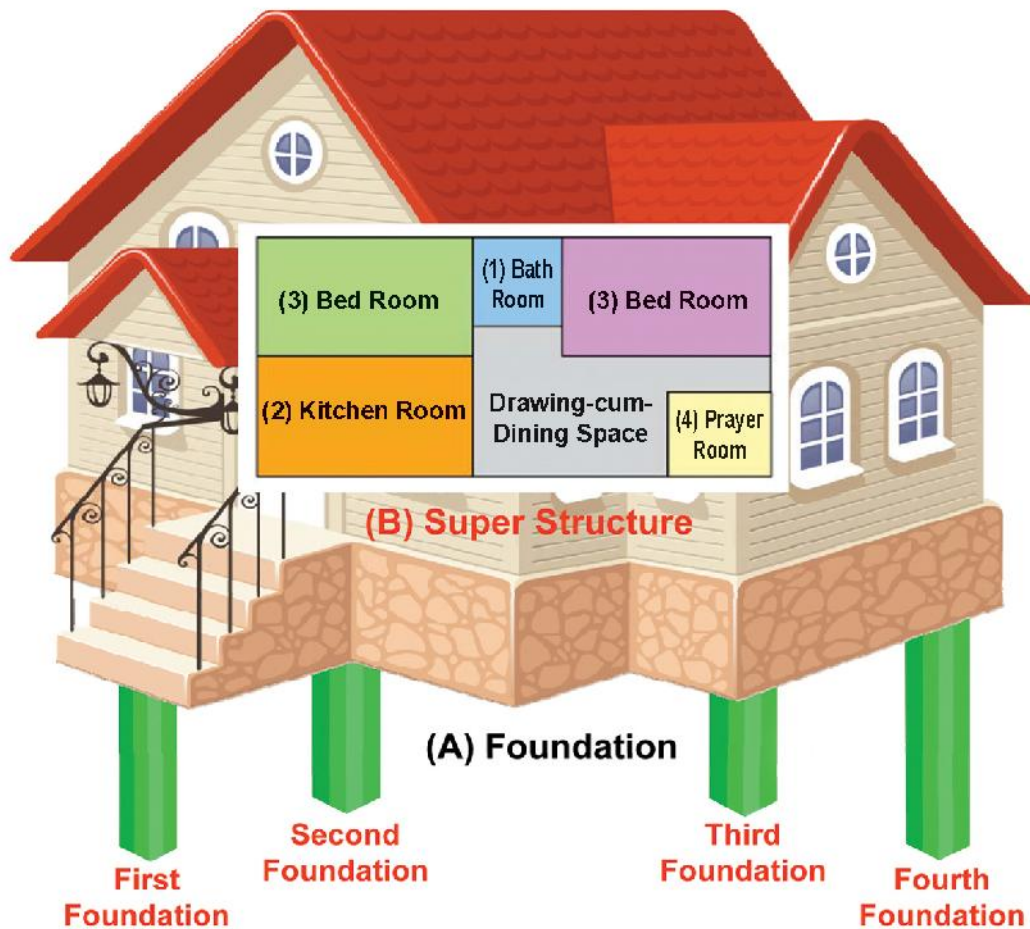 (3) Bed Room
(1) Bath
Room
(3) Bed Room
(2) Kitchen Room
Drawing-cum-
Dining Space
(4) Prayer
Room
(B) Super Structure
(A) Foundation
First
Foundation
Second
Foundation
Third
Foundation
Fourth
Foundation